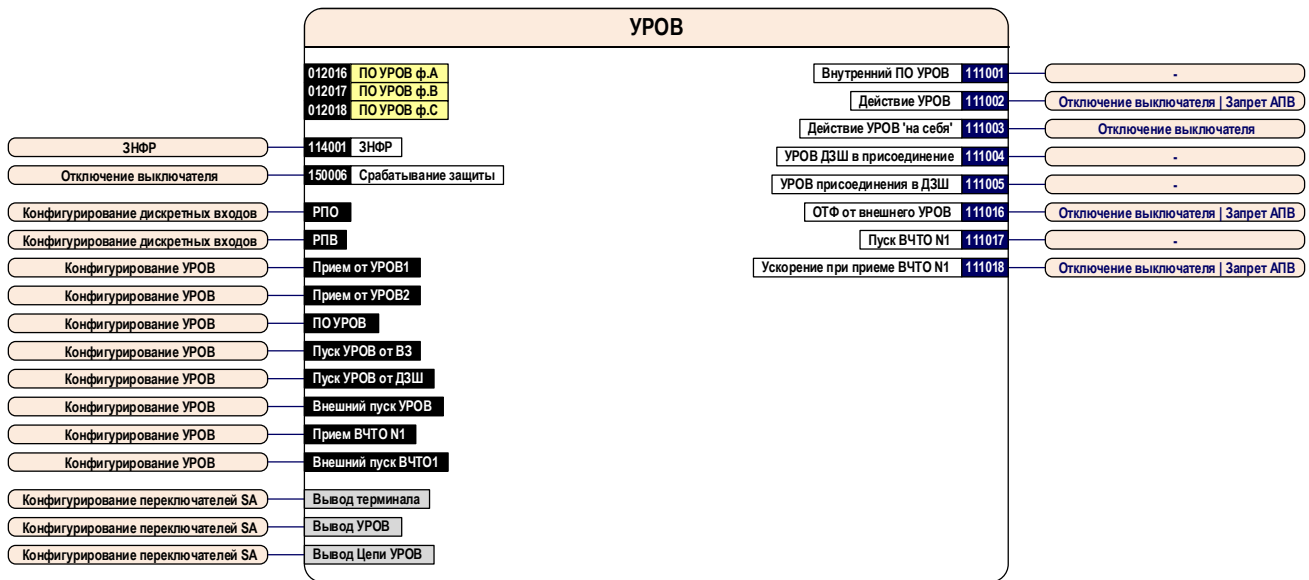 УРОВ
012016 ПО УРОВ ф.А
012017 ПО УРОВ ф.В
012018 ПО УРОВ ф.С
ЗНФР 114001 ЗНФР
Отключение выключателя 150006 Срабатывание защиты
Конфигурирование дискретных входов РПО
Конфигурирование дискретных входов РПВ
Конфигурирование УРОВ Прием от УРОВ1
Конфигурирование УРОВ Прием от УРОВ2
Конфигурирование УРОВ ПО УРОВ
Конфигурирование УРОВ Пуск УРОВ от ВЗ
Конфигурирование УРОВ Пуск УРОВ от ДЗШ
Конфигурирование УРОВ Внешний пуск УРОВ
Конфигурирование УРОВ Прием ВЧТО N1
Конфигурирование УРОВ Внешний пуск ВЧТО1
Конфигурирование переключателей SA Вывод терминала
Конфигурирование переключателей SA Вывод УРОВ
Конфигурирование переключателей SA Вывод Цепи УРОВ
Внутренний ПО УРОВ 111001 -
Действие УРОВ 111002 Отключение выключателя | Запрет АПВ
Действие УРОВ 'на себя' 111003 Отключение выключателя
УРОВ ДЗШ в присоединение 111004 -
УРОВ присоединения в ДЗШ 111005 -
ОТФ от внешнего УРОВ 111016 Отключение выключателя | Запрет АПВ
Пуск ВЧТО N1 111017 -
Ускорение при приеме ВЧТО N1 111018 Отключение выключателя | Запрет АПВ